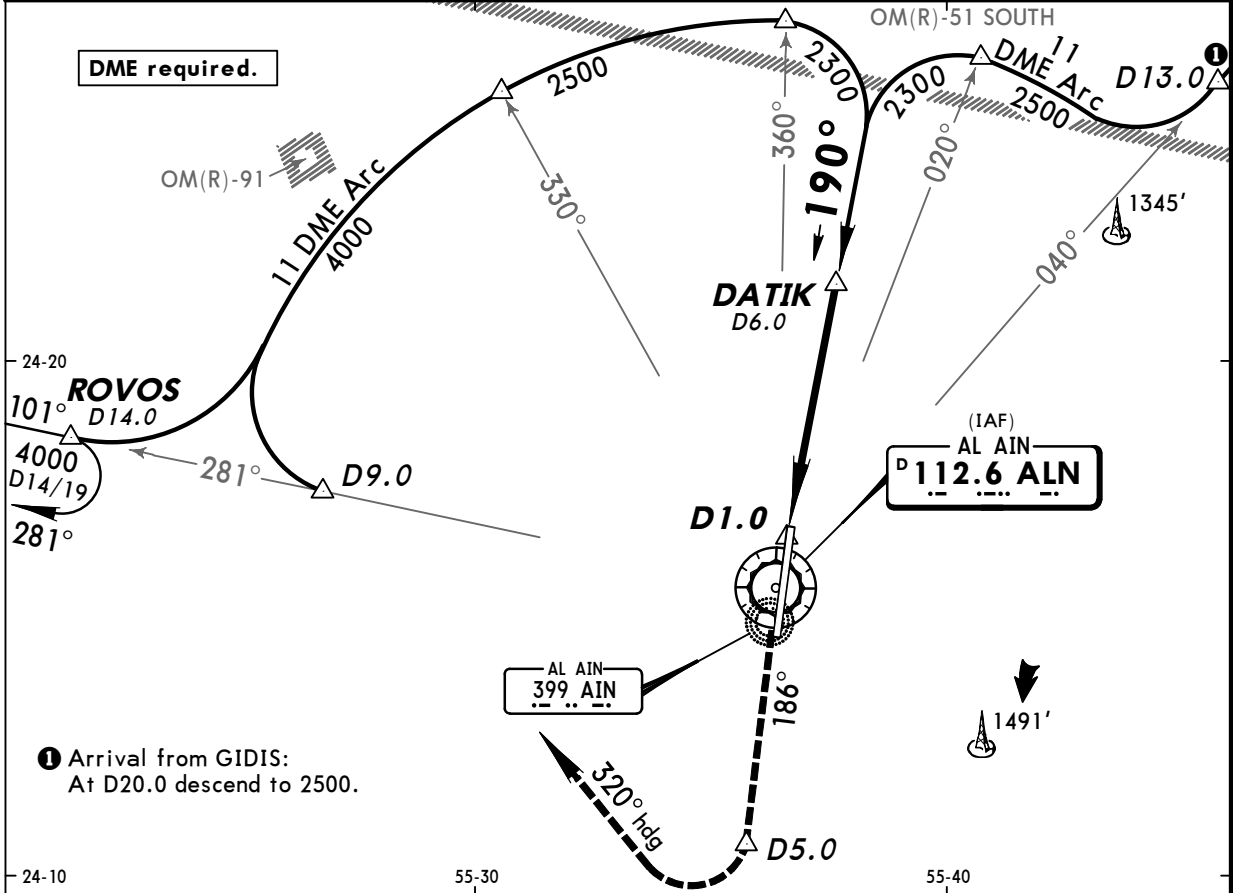 OM(R)-51 SOUTH
DME required.
11
DME Arc
2500
❶
D13.0
2500
2300
2300
360°
190°
020°
040°
330°
1345'
OM(R)-91
11 DME Arc
4000
DATIK
D6.0
24-20
ROVOS
D14.0
101°
4000
D14/19
281°
281°
D9.0
(IAF)
AL AIN
D 112.6 ALN
D1.0
AL AIN
399 AIN
186°
1491'
❶ Arrival from GIDIS:
At D20.0 descend to 2500.
320° hdg
D5.0
24-10
55-30
55-40